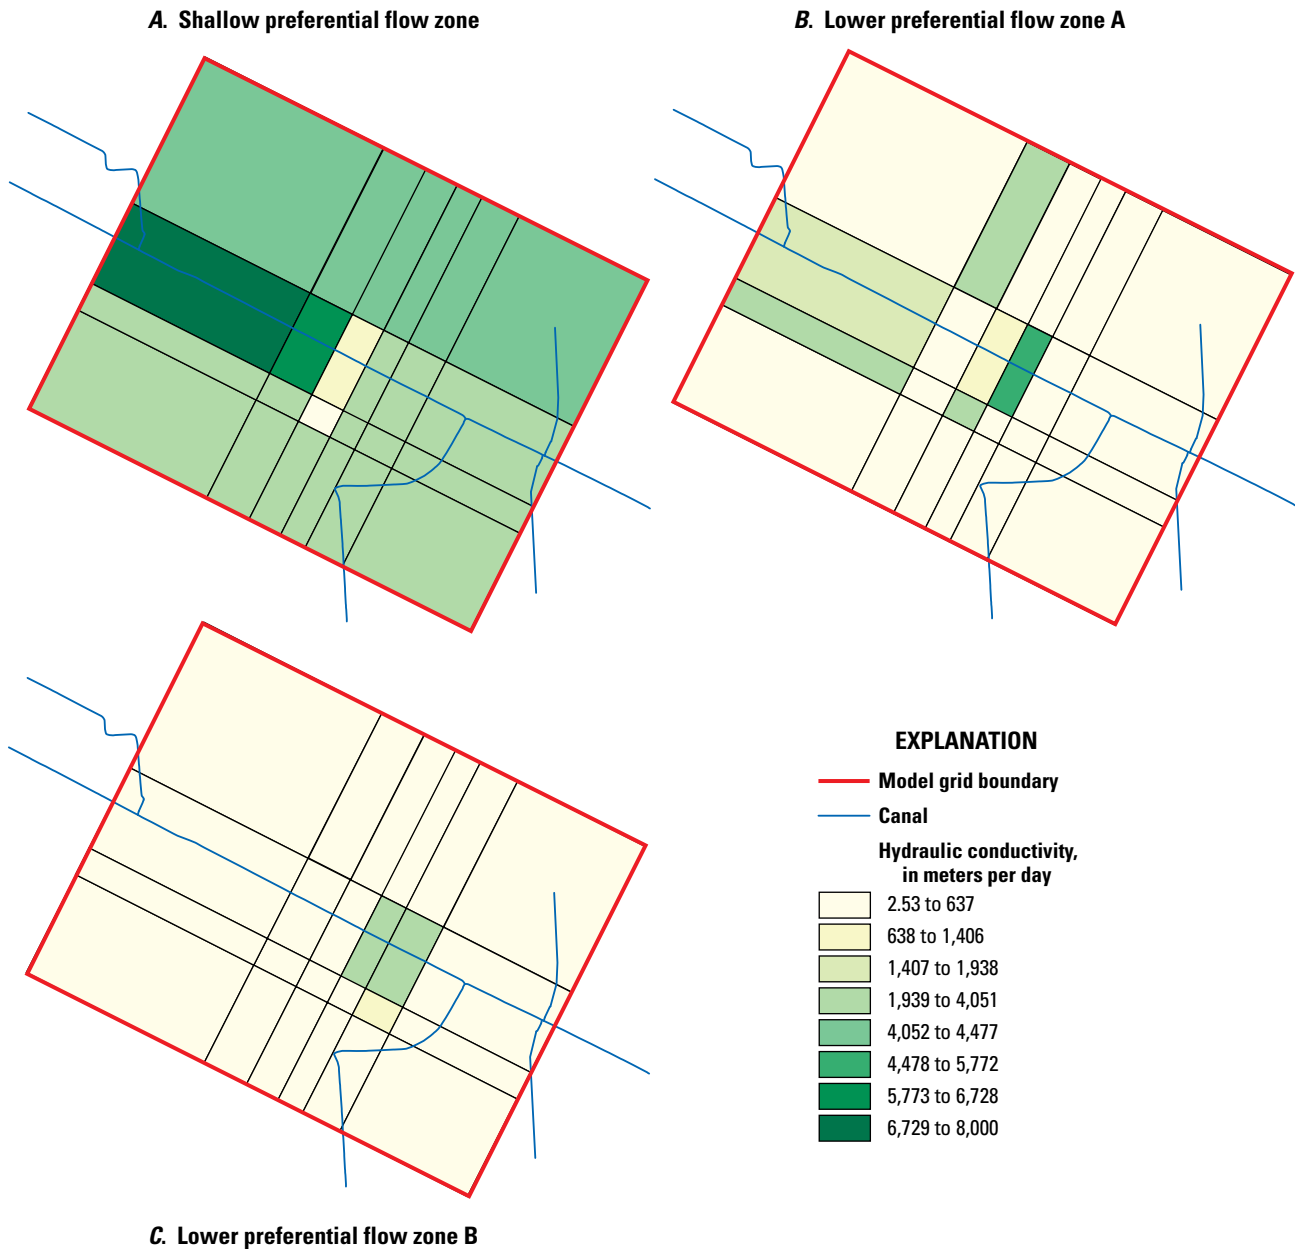 A. Shallow preferential flow zone
B. Lower preferential flow zone A
C. Lower preferential flow zone B
EXPLANATION
Model grid boundary
Canal
Hydraulic conductivity,
in meters per day
2.53 to 637
638 to 1,406
1,407 to 1,938
1,939 to 4,051
4,052 to 4,477
4,478 to 5,772
5,773 to 6,728
6,729 to 8,000